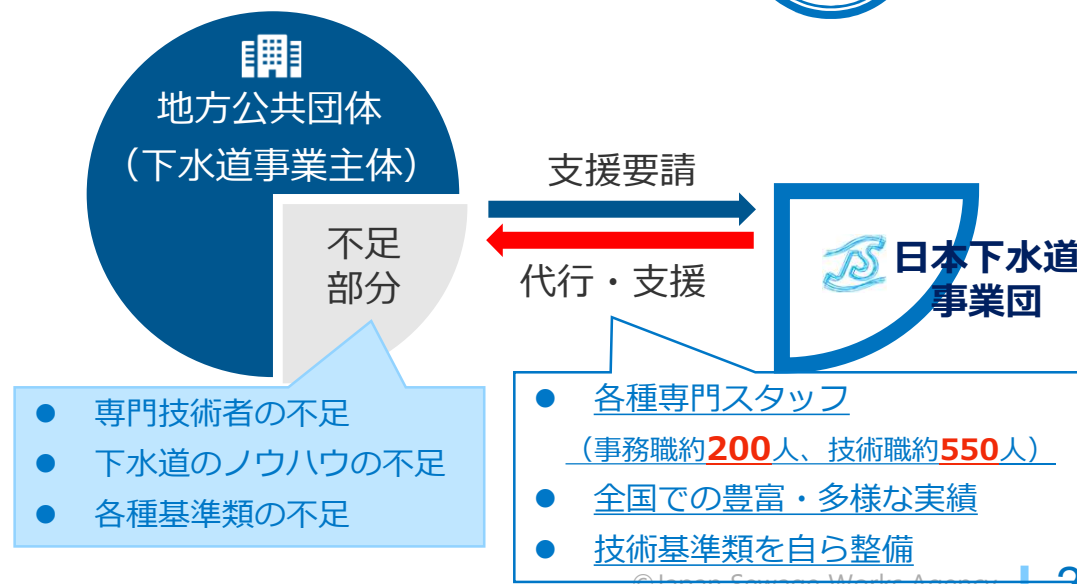 地方公共団体
（下水道事業主体）
不足
部分
支援要請
代行・支援
JS 日本下水道
事業団
● 専門技術者の不足
● 下水道のノウハウの不足
● 各種基準類の不足
● 各種専門スタッフ
（事務職約200人、技術職約550人）
● 全国での豊富・多様な実績
● 技術基準類を自ら整備
©Japan Sewage Works Agency